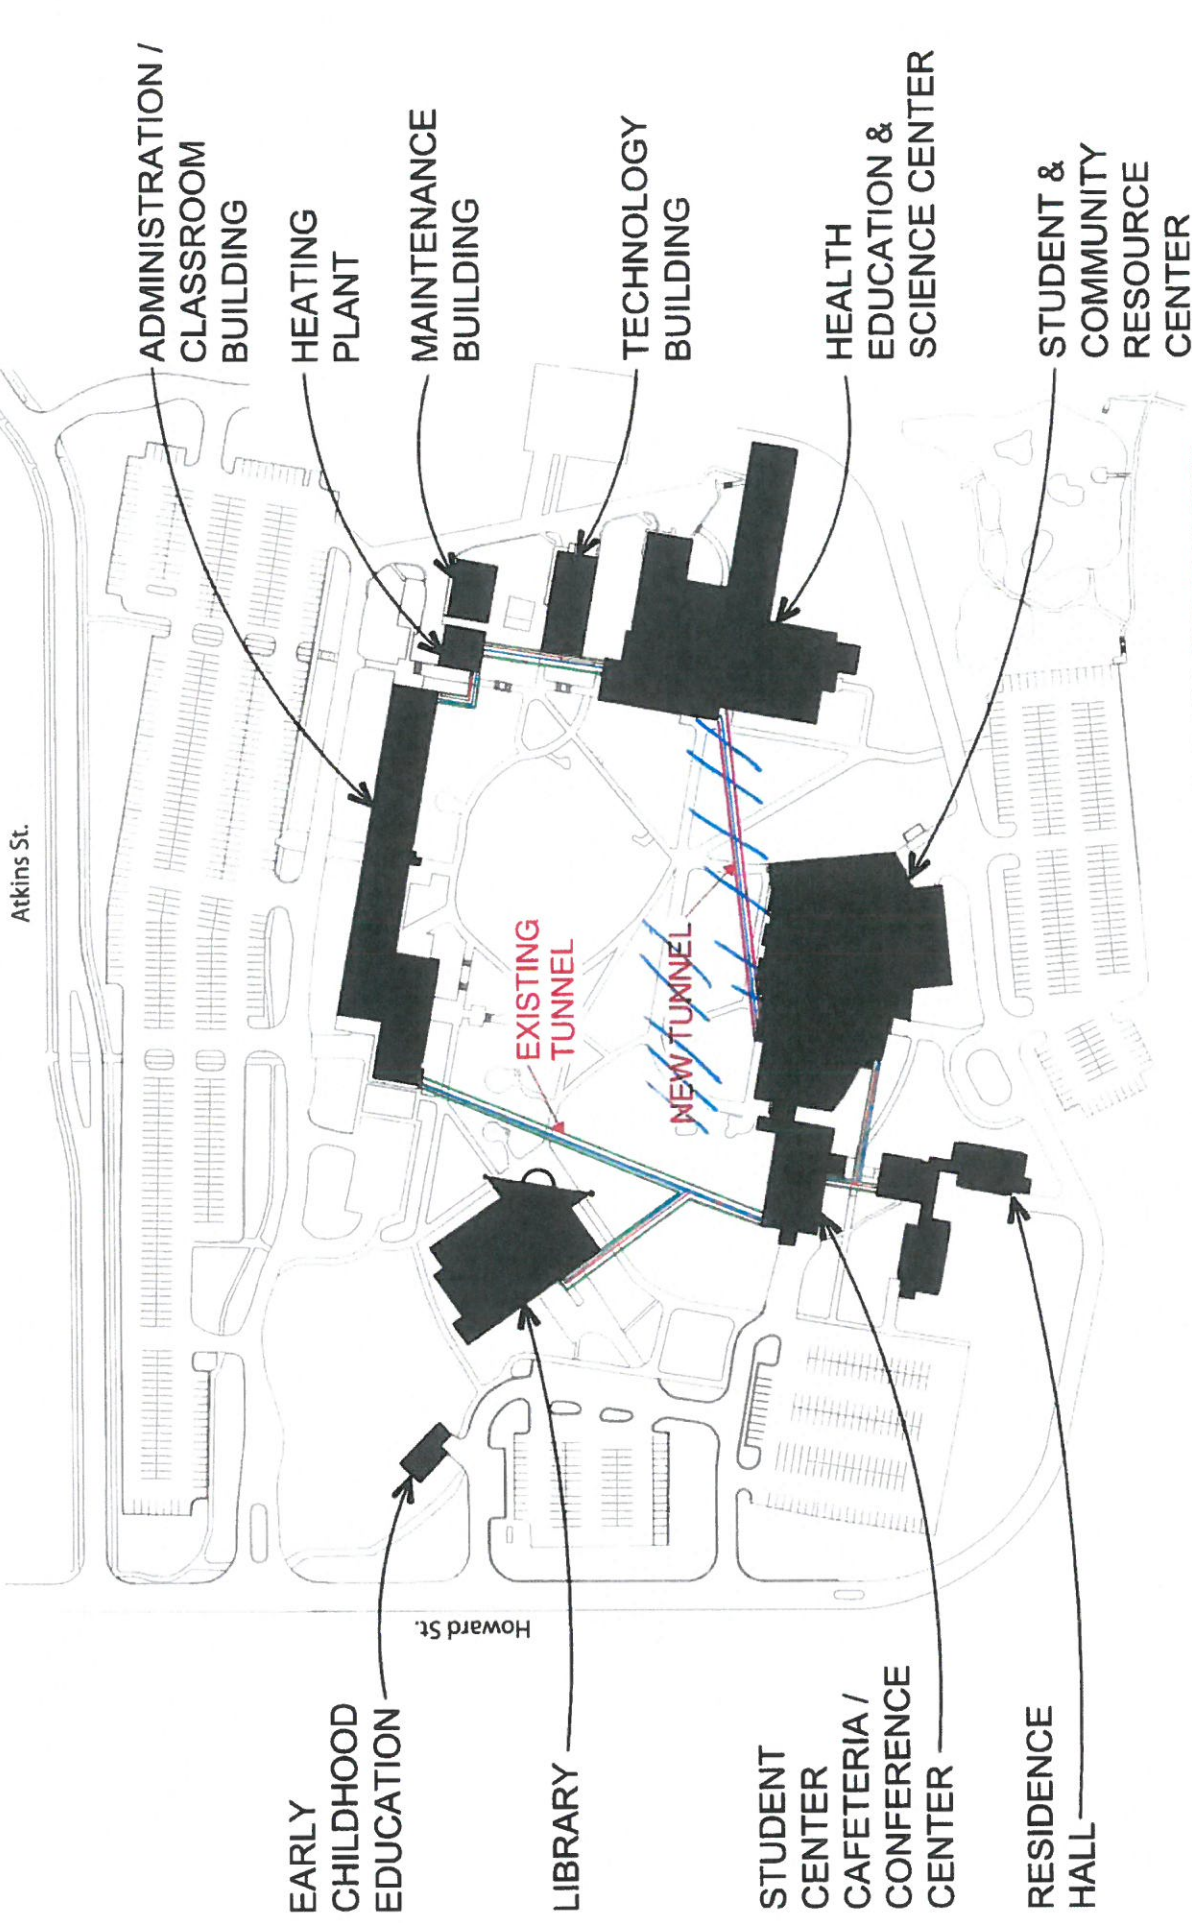 Atkins St.
ADMINISTRATION /
CLASSROOM
BUILDING
HEATING
PLANT
MAINTENANCE
BUILDING
TECHNOLOGY
BUILDING
HEALTH
EDUCATION &
SCIENCE CENTER
STUDENT &
COMMUNITY
RESOURCE
CENTER
EXISTING
TUNNEL
NEW TUNNEL
Howard St.
EARLY
CHILDHOOD
EDUCATION
LIBRARY
STUDENT
CENTER
CAFETERIA /
CONFERENCE
CENTER
RESIDENCE
HALL